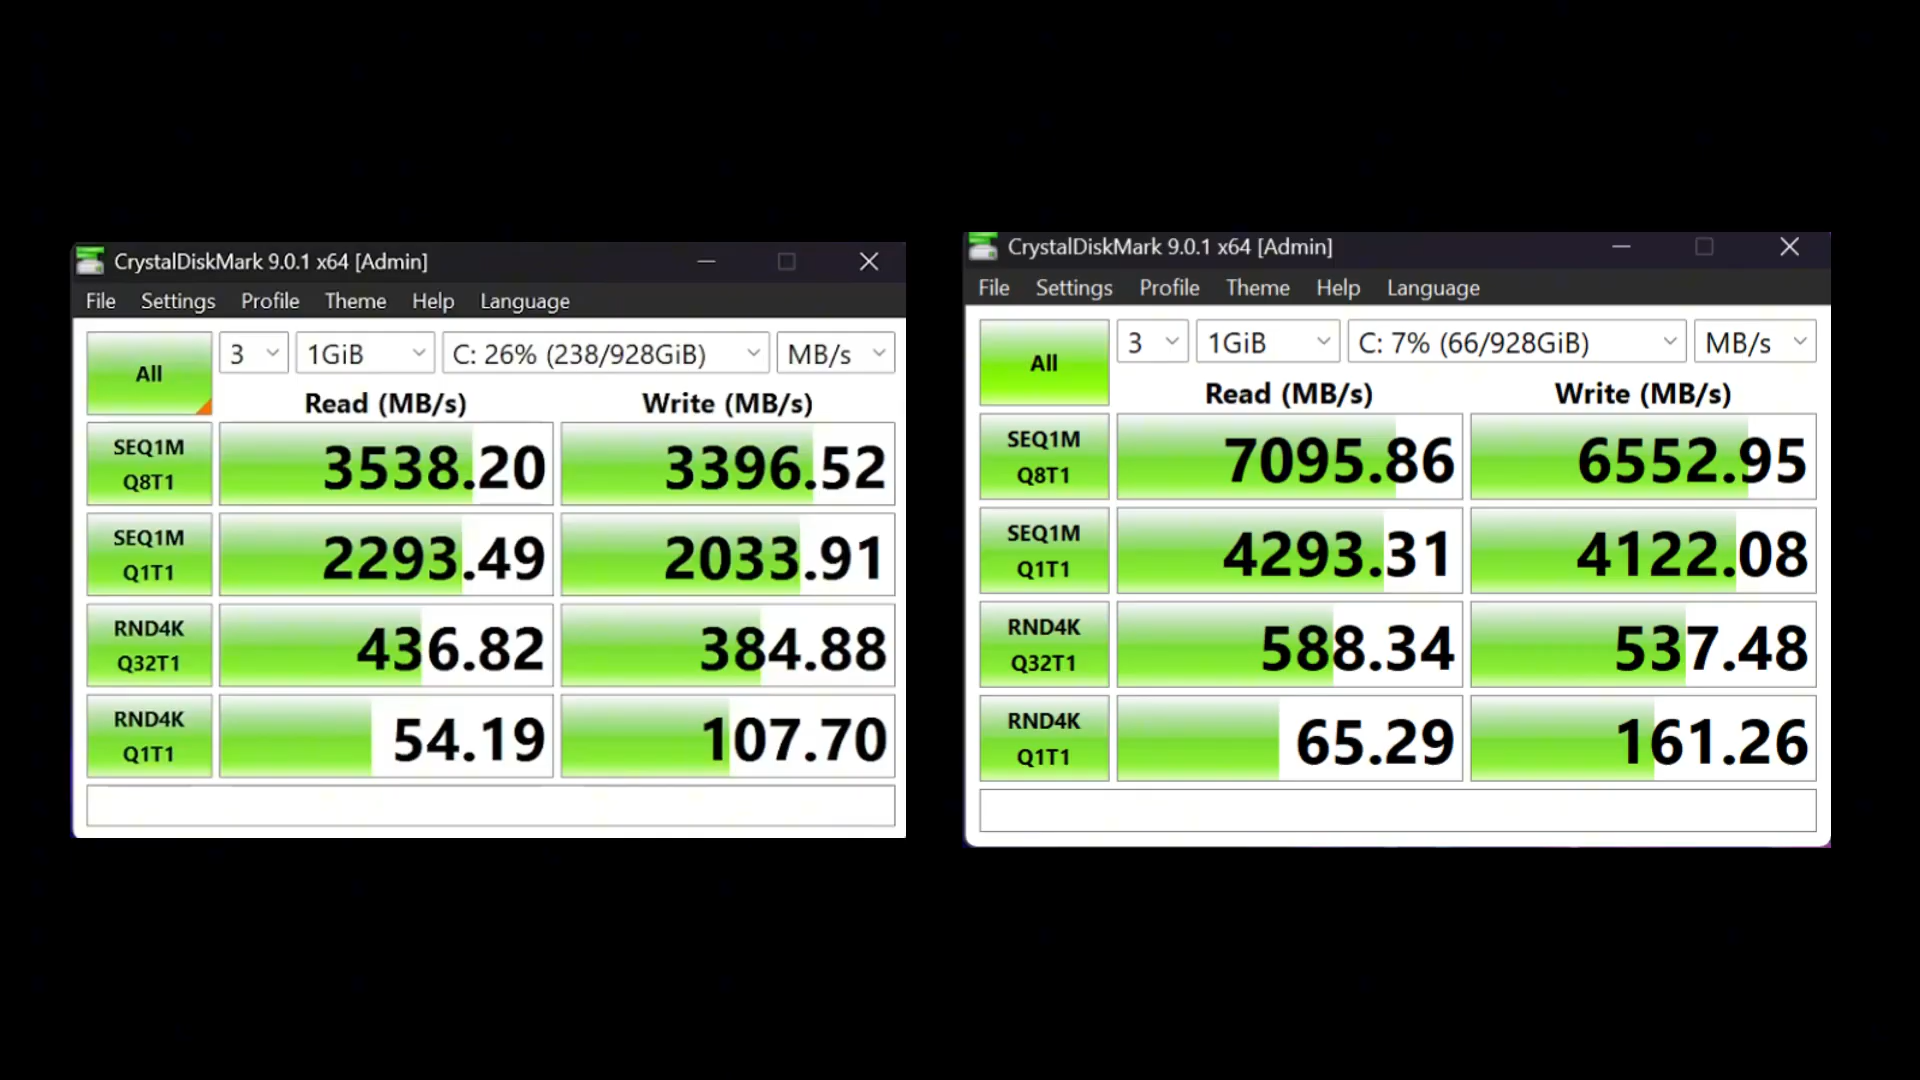 CrystalDiskMark 9.0.1 x64 [Admin]
File Settings Profile Theme Help Language
All 3 1GiB C: 26% (238/928GiB) MB/s
Read (MB/s) Write (MB/s)
SEQ1M
Q8T1
3538.20 3396.52
SEQ1M
Q1T1
2293.49 2033.91
RND4K
Q32T1
436.82 384.88
RND4K
Q1T1
54.19 107.70
CrystalDiskMark 9.0.1 x64 [Admin]
File Settings Profile Theme Help Language
All 3 1GiB C: 7% (66/928GiB) MB/s
Read (MB/s) Write (MB/s)
SEQ1M
Q8T1
7095.86 6552.95
SEQ1M
Q1T1
4293.31 4122.08
RND4K
Q32T1
588.34 537.48
RND4K
Q1T1
65.29 161.26